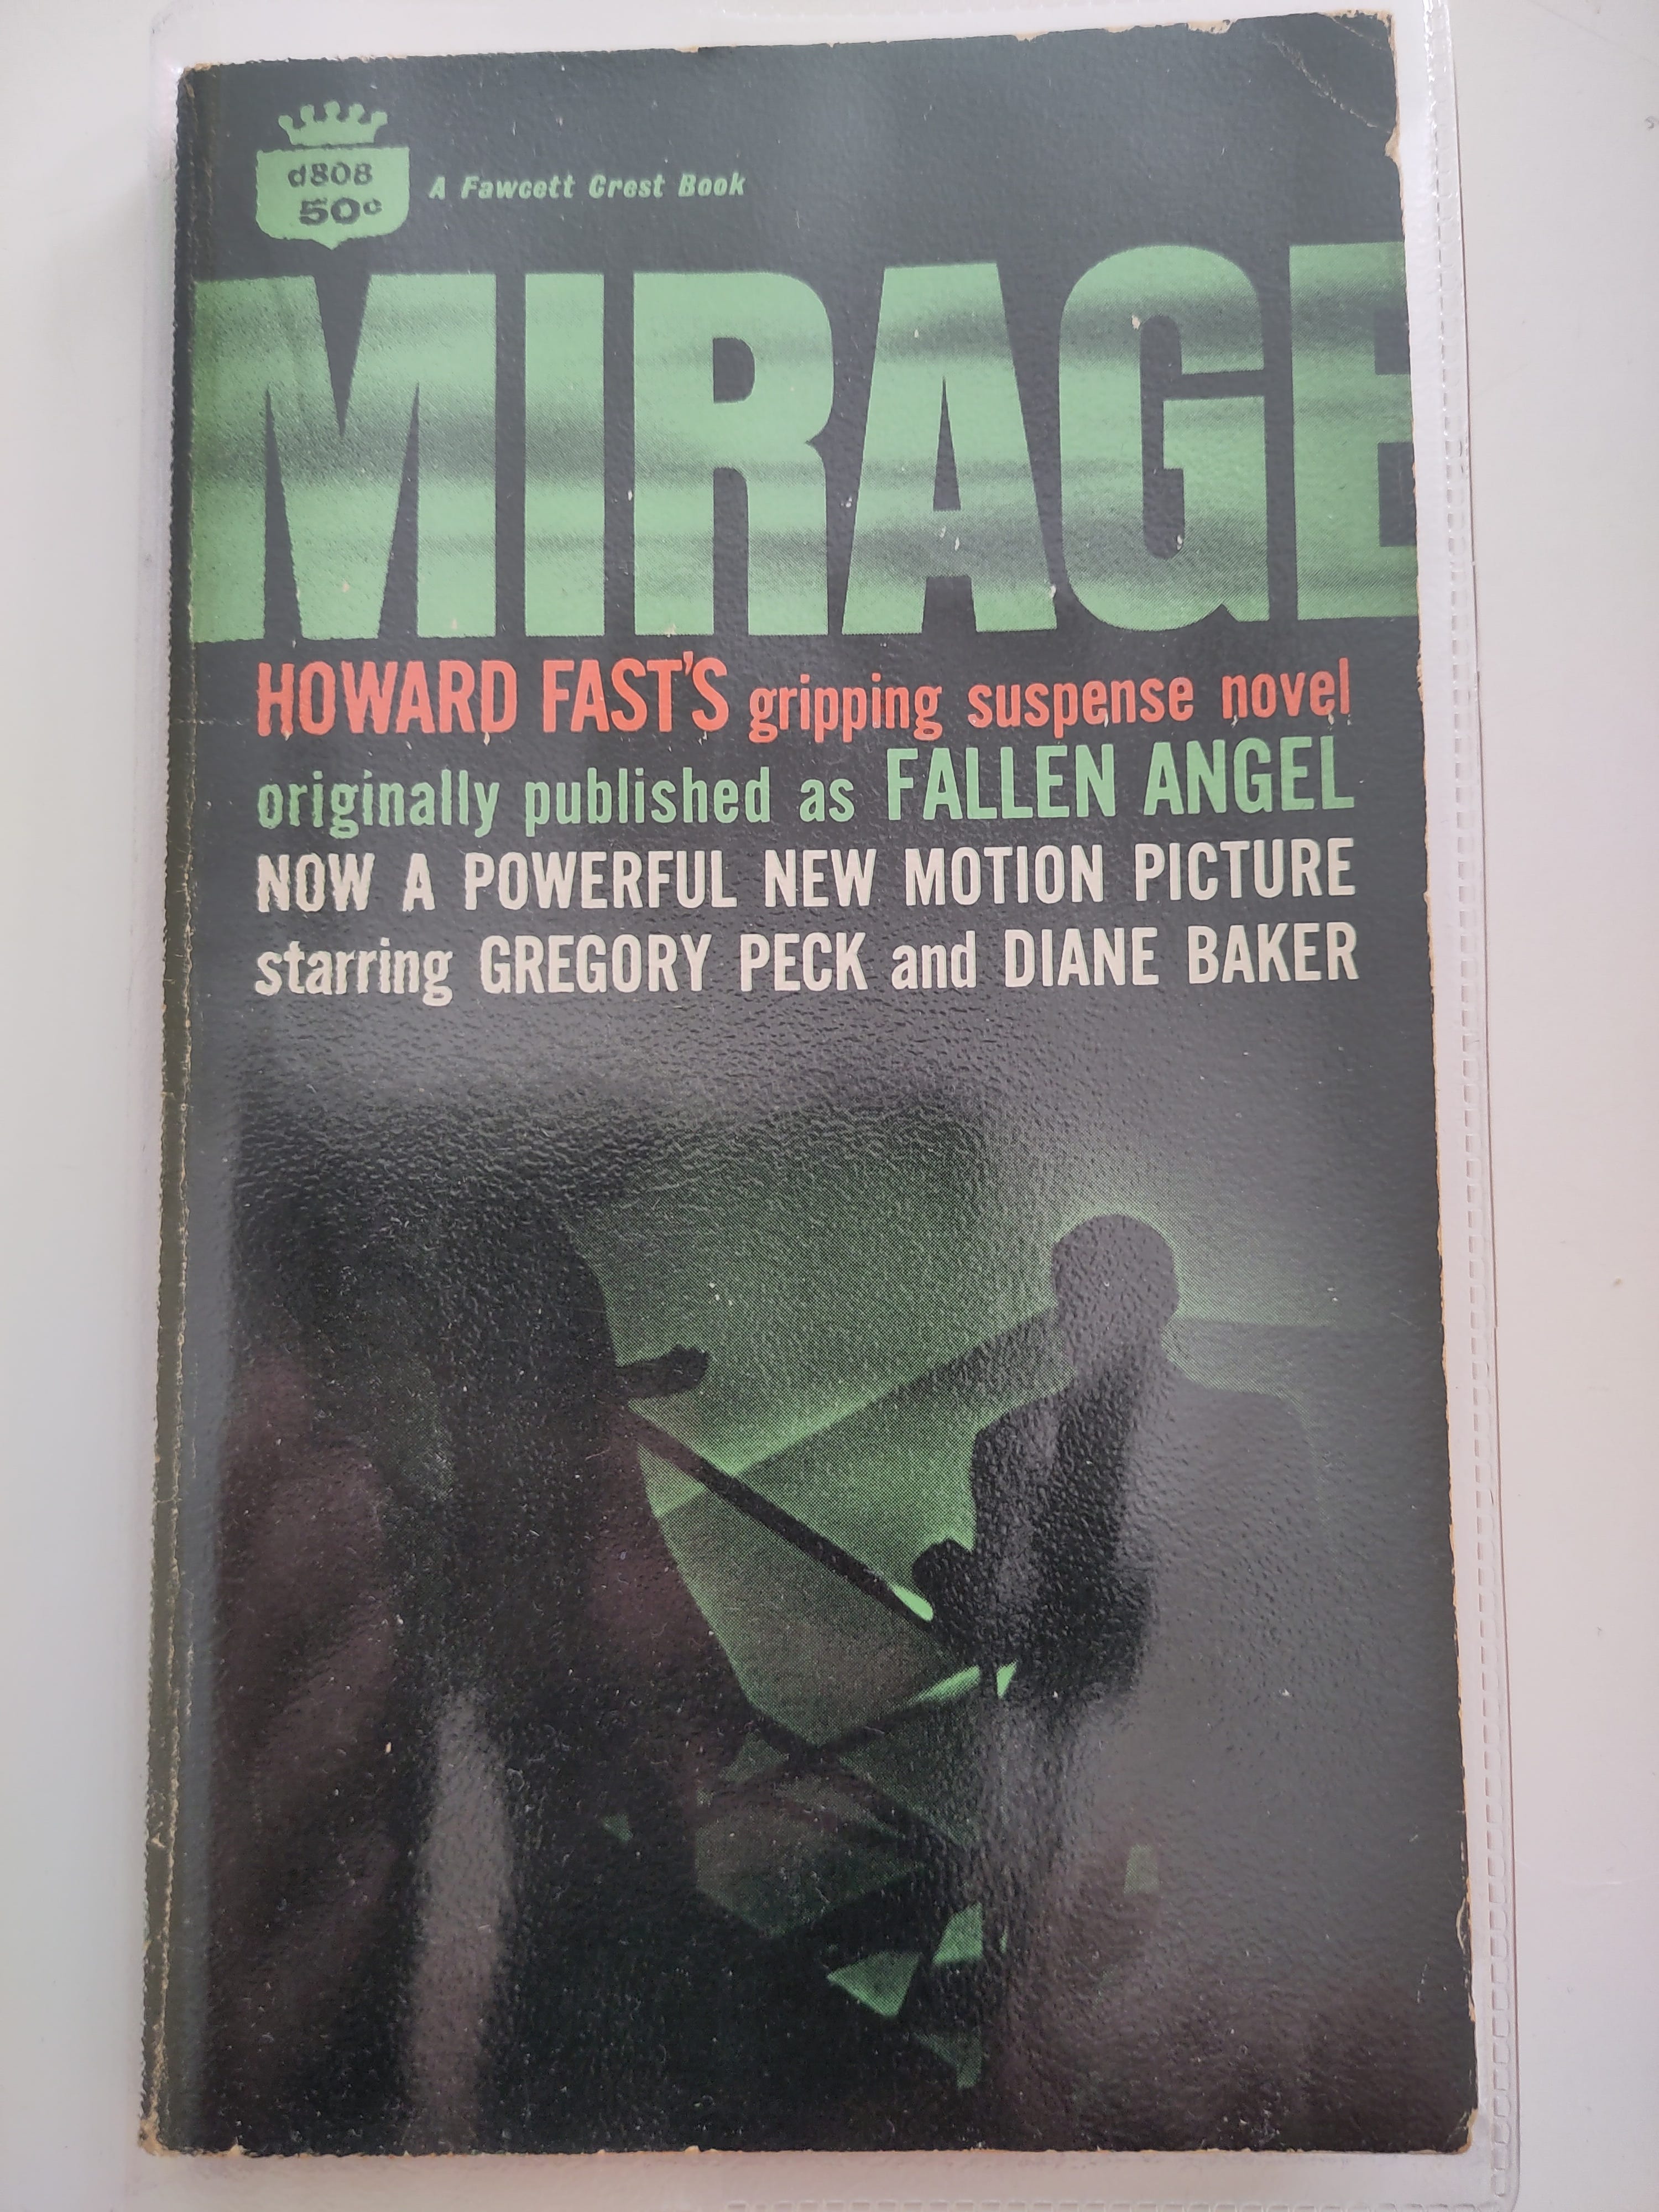 d808
50c
A Fawcett Crest Book
MIRAGE
HOWARD FAST'S gripping suspense novel
originally published as FALLEN ANGEL
NOW A POWERFUL NEW MOTION PICTURE
starring GREGORY PECK and DIANE BAKER